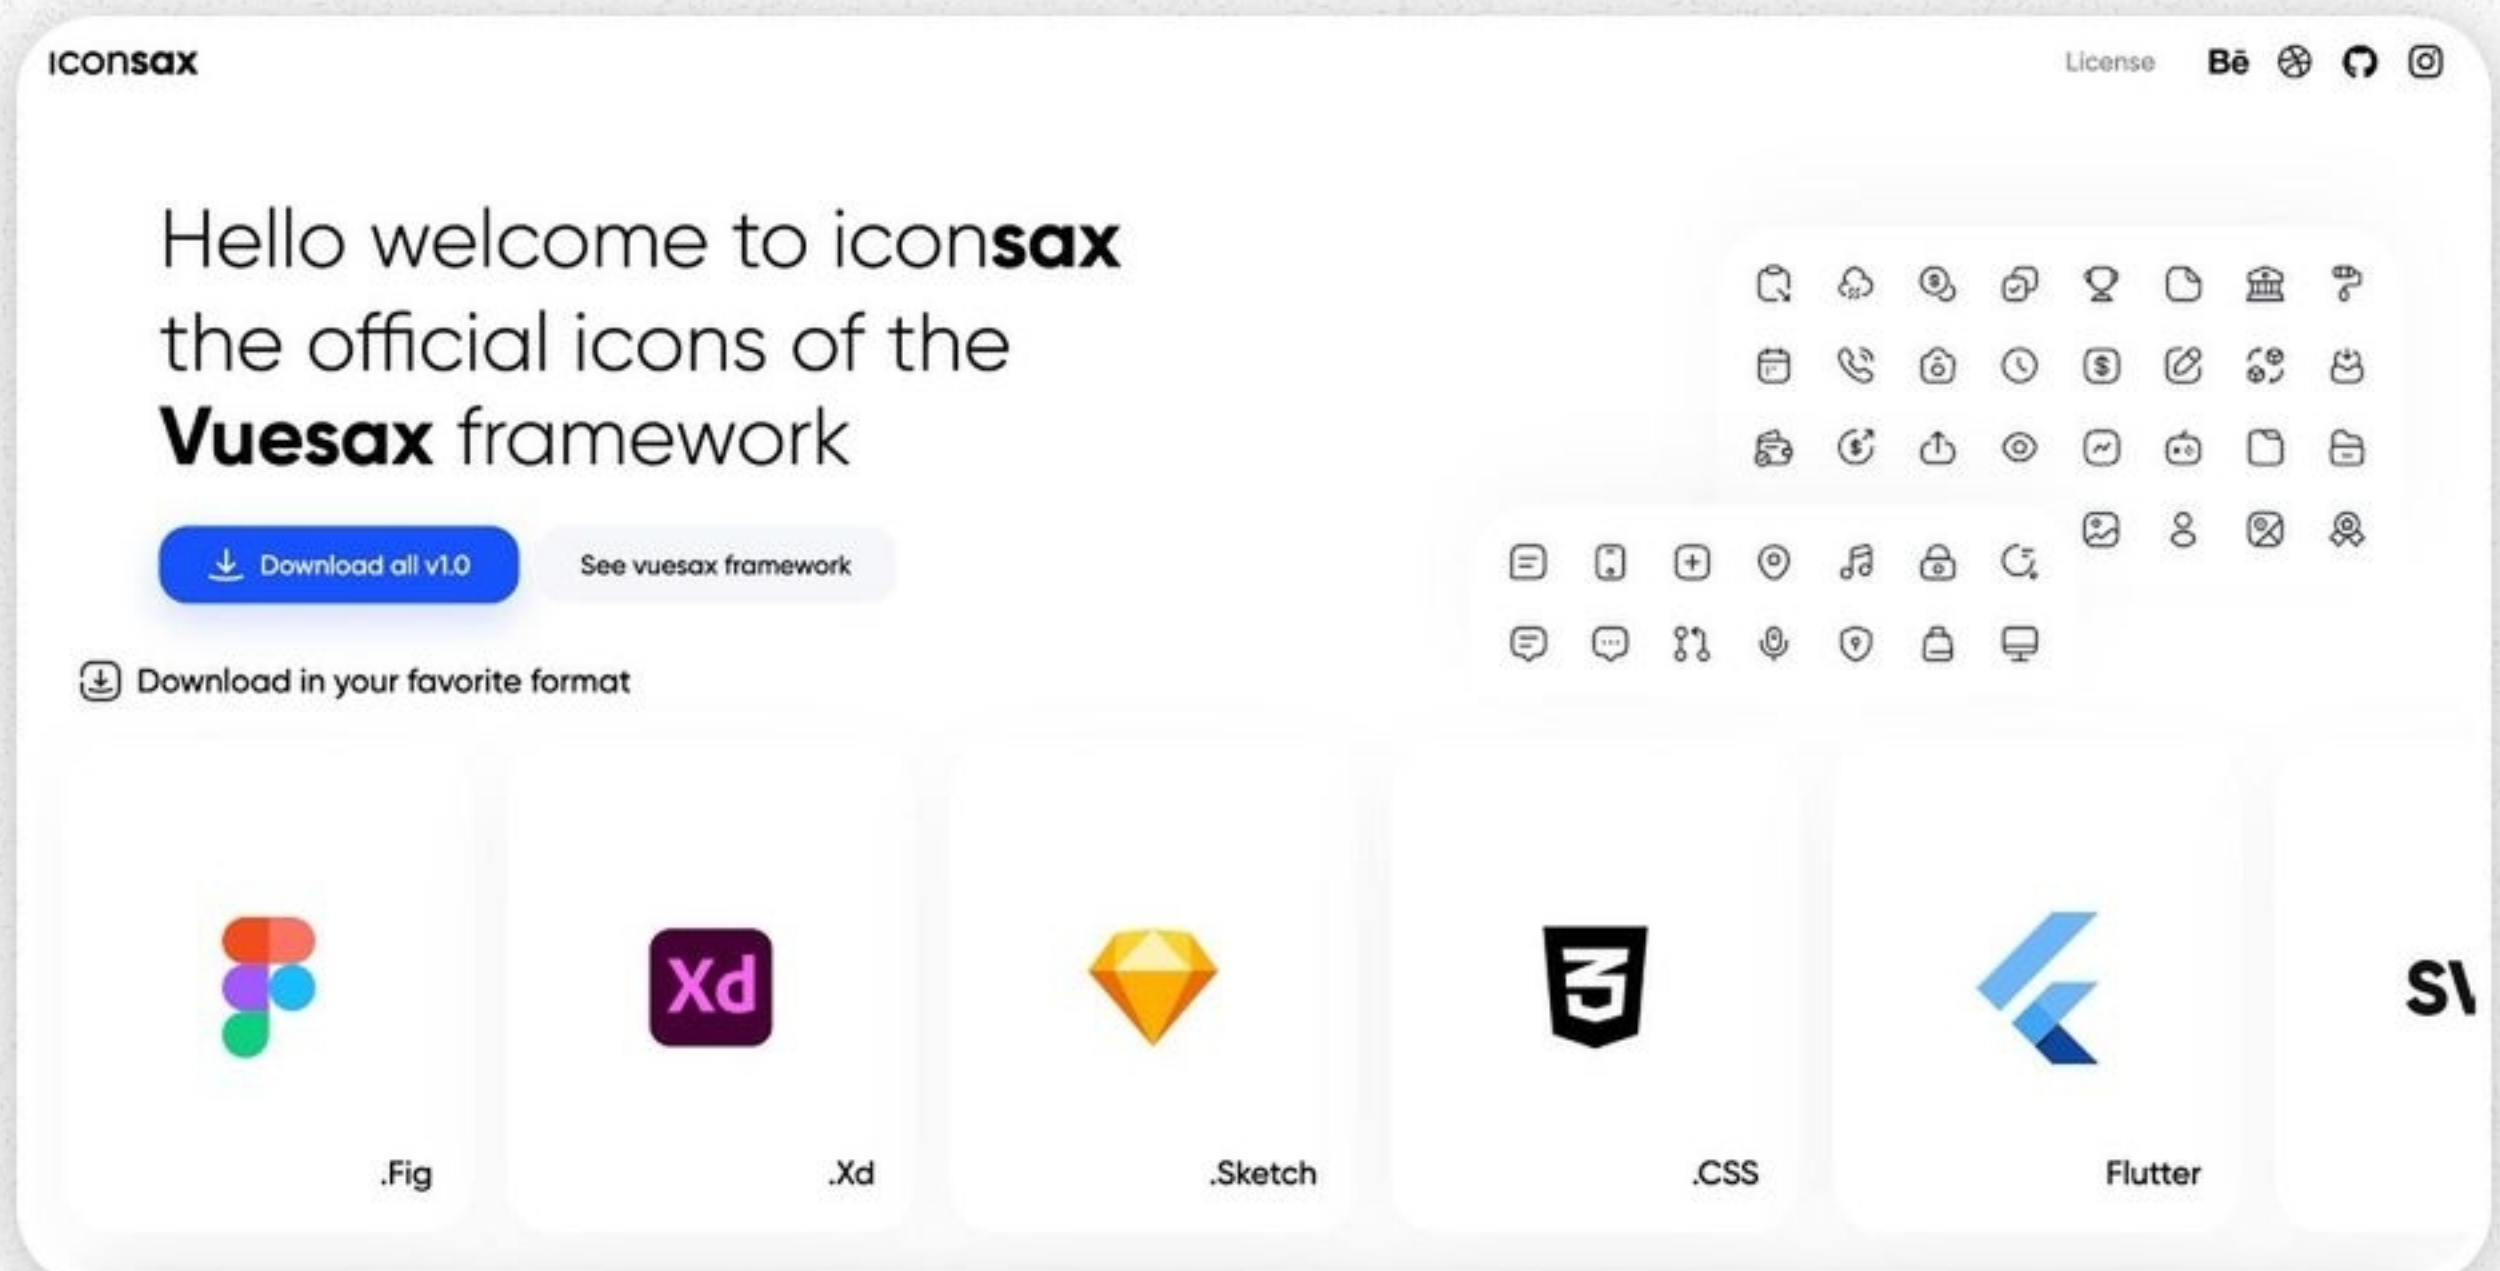 iconsax
License
Bē
Hello welcome to iconsax
the official icons of the
Vuesax framework
Download all v1.0
See vuesax framework
Download in your favorite format
Xd
3
.Fig
.Xd
.Sketch
.CSS
Flutter